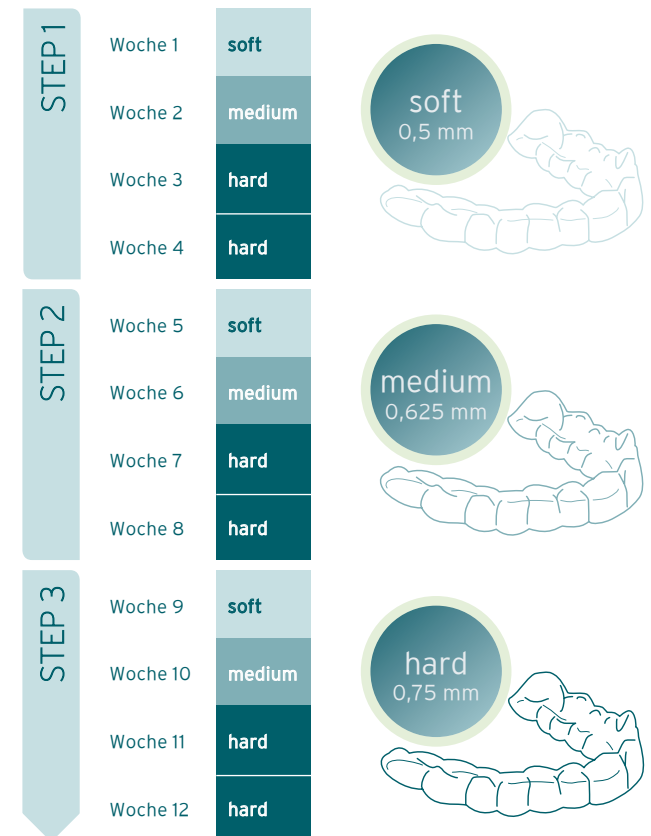 STEP 1
Woche 1 soft
Woche 2 medium
Woche 3 hard
Woche 4 hard
soft
0,5 mm
STEP 2
Woche 5 soft
Woche 6 medium
Woche 7 hard
Woche 8 hard
medium
0,625 mm
STEP 3
Woche 9 soft
Woche 10 medium
Woche 11 hard
Woche 12 hard
hard
0,75 mm